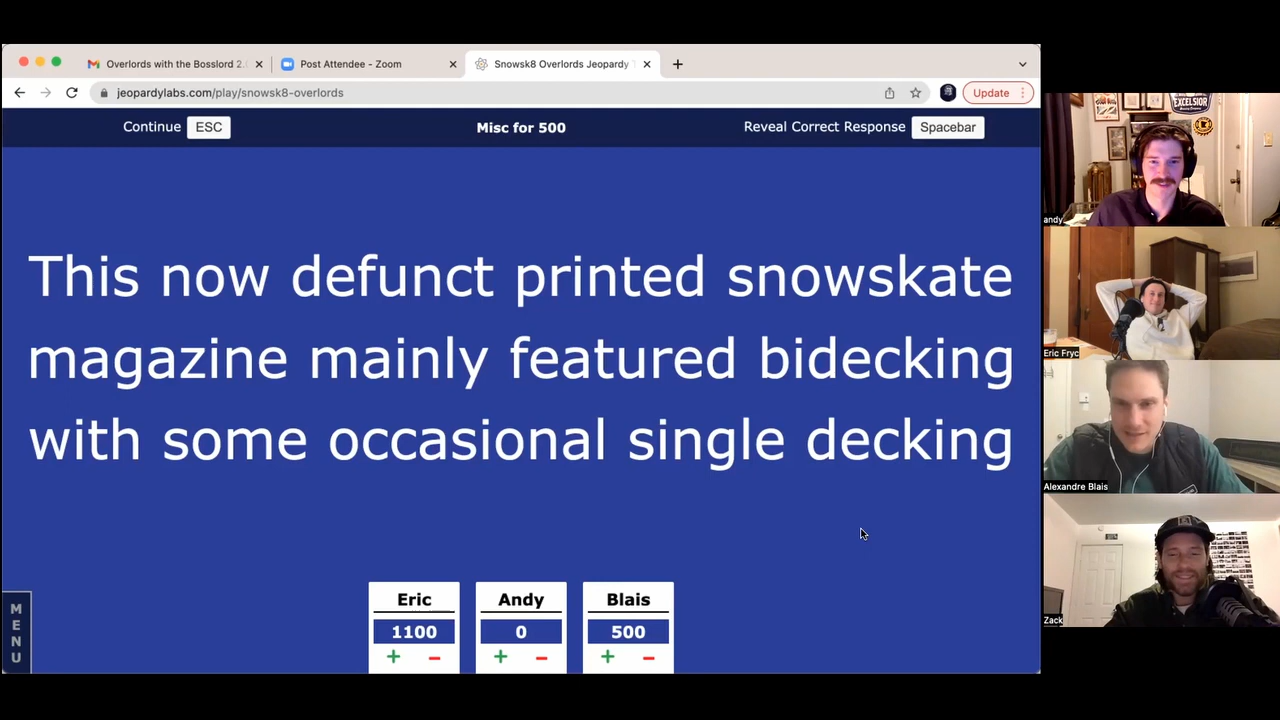 Overlords with the Bosslord 2.
Post Attendee - Zoom
Snowsk8 Overlords Jeopardy
jeopardylabs.com/play/snowsk8-overlords
Update
Continue ESC
Misc for 500
Reveal Correct Response Spacebar
This now defunct printed snowskate
magazine mainly featured bidecking
with some occasional single decking
MENU
Eric
1100
+ −
Andy
0
+ −
Blais
500
+ −
EXCELSIOR
andy
Eric Fryc
Alexandre Blais
Zack